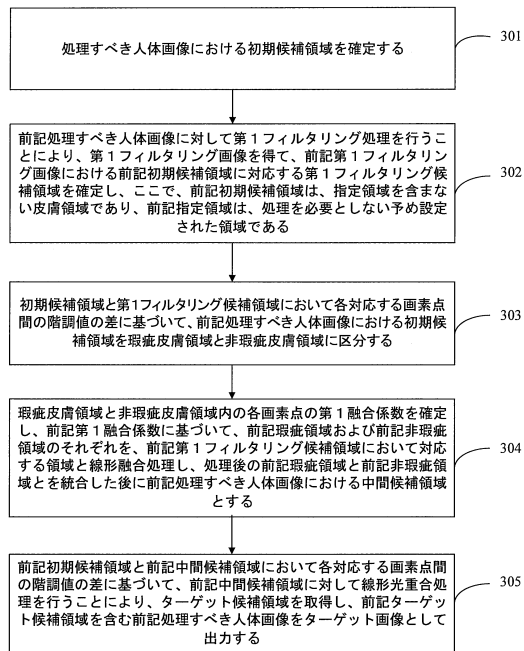 処理すべき人体画像における初期候補領域を確定する
301
前記処理すべき人体画像に対して第1フィルタリング処理を行うこ
とにより、第1フィルタリング画像を得て、前記第1フィルタリン
グ画像における前記初期候補領域に対応する第1フィルタリング候
補領域を確定し、ここで、前記初期候補領域は、指定領域を含まな
い皮膚領域であり、前記指定領域は、処理を必要としない予め設定
された領域である
302
初期候補領域と第1フィルタリング候補領域において各対応する画素点
間の階調値の差に基づいて、前記処理すべき人体画像における初期候
補領域を瑕疵皮膚領域と非瑕疵皮膚領域に区分する
303
瑕疵皮膚領域と非瑕疵皮膚領域内の各画素点の第1融合係数を確定
し、前記第1融合係数に基づいて、前記瑕疵領域および前記非瑕疵
領域のそれぞれを、前記第1フィルタリング候補領域において対応
する領域と線形融合処理し、処理後の前記瑕疵領域と前記非瑕疵領
域とを統合した後に前記処理すべき人体画像における中間候補領域
とする
304
前記初期候補領域と前記中間候補領域において各対応する画素点間
の階調値の差に基づいて、前記中間候補領域に対して線形光重合処
理を行うことにより、ターゲット候補領域を取得し、前記ターゲッ
ト候補領域を含む前記処理すべき人体画像をターゲット画像として
出力する
305